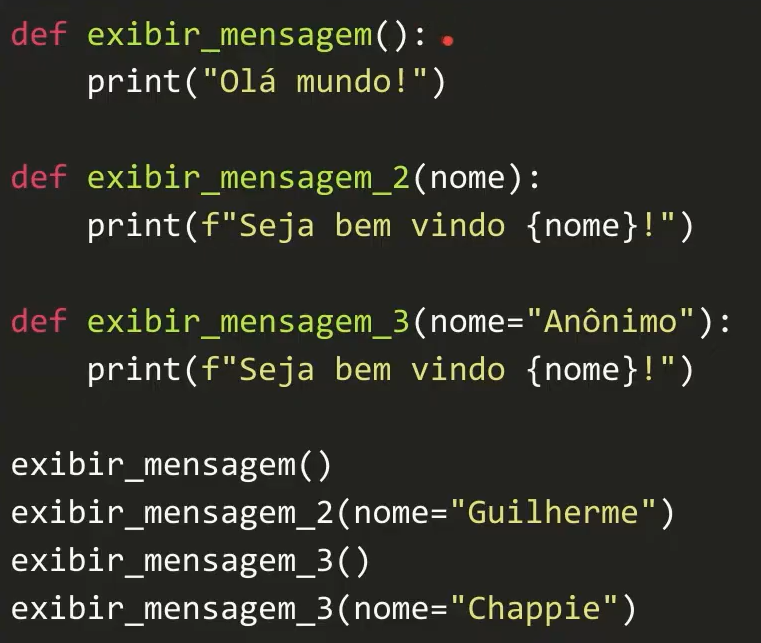 def exibir_mensagem():
    print("Olá mundo!")
def exibir_mensagem_2(nome):
    print(f"Seja bem vindo {nome}!")
def exibir_mensagem_3(nome="Anônimo"):
    print(f"Seja bem vindo {nome}!")
exibir_mensagem()
exibir_mensagem_2(nome="Guilherme")
exibir_mensagem_3()
exibir_mensagem_3(nome="Chappie")